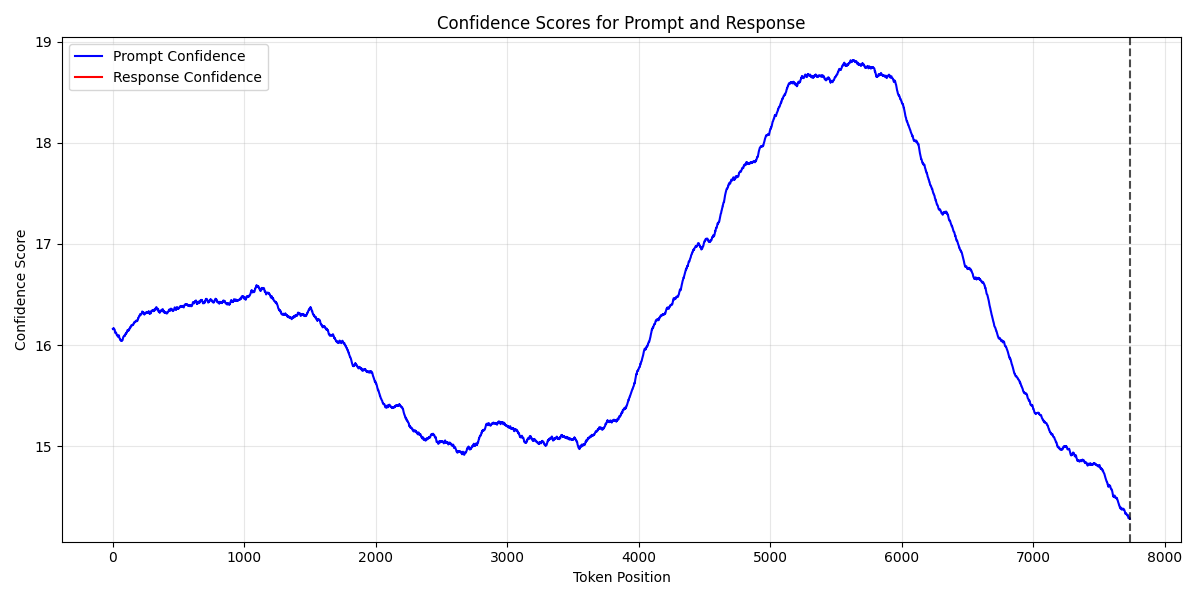 Confidence Scores for Prompt and Response
Prompt Confidence
Response Confidence
Confidence Score
19
18
17
16
15
0 1000 2000 3000 4000 5000 6000 7000 8000
Token Position